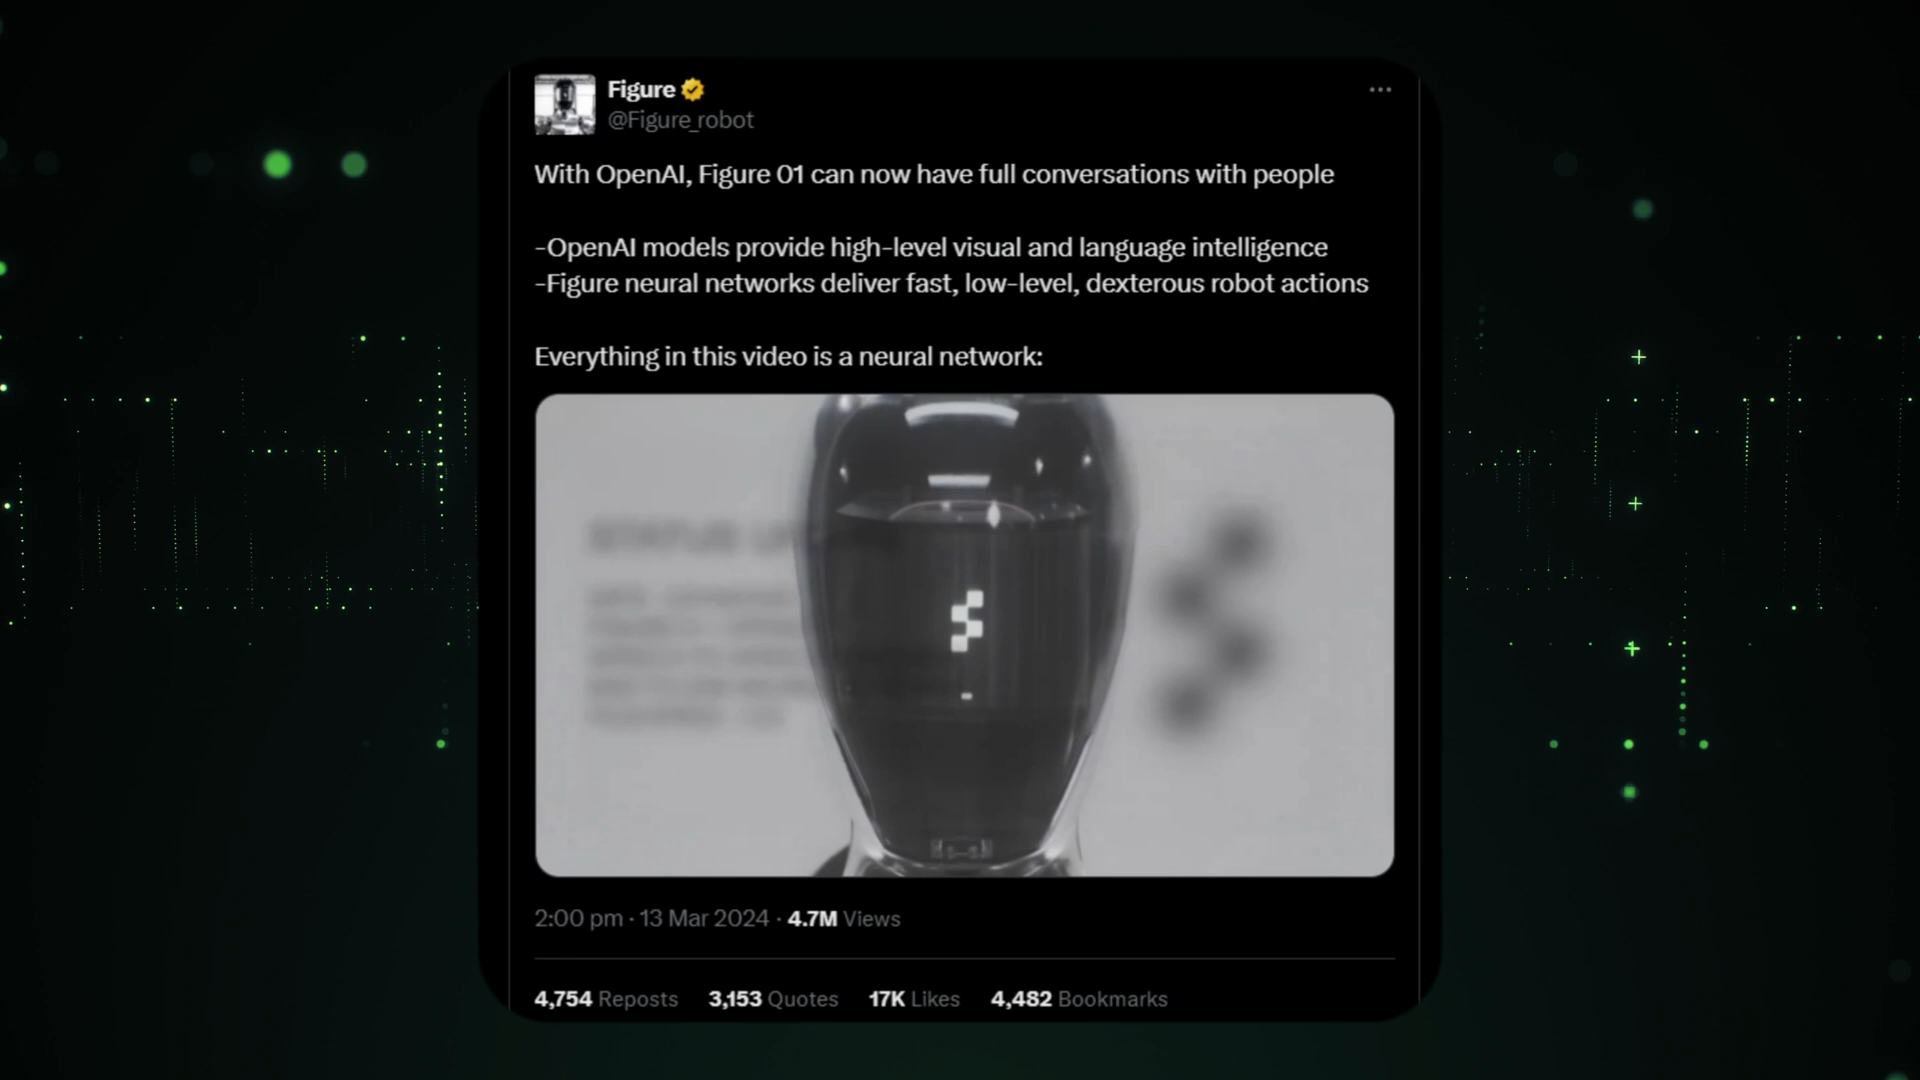 Figure
@Figure_robot
With OpenAI, Figure 01 can now have full conversations with people
-OpenAI models provide high-level visual and language intelligence
-Figure neural networks deliver fast, low-level, dexterous robot actions
Everything in this video is a neural network:
STATUS
2:00 pm · 13 Mar 2024 · 4.7M Views
4,754 Reposts 3,153 Quotes 17K Likes 4,482 Bookmarks